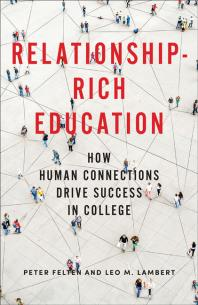 RELATIONSHIP-
RICH
EDUCATION
HOW
HUMAN CONNECTIONS
DRIVE SUCCESS
IN COLLEGE
PETER FELTEN AND LEO M. LAMBERT